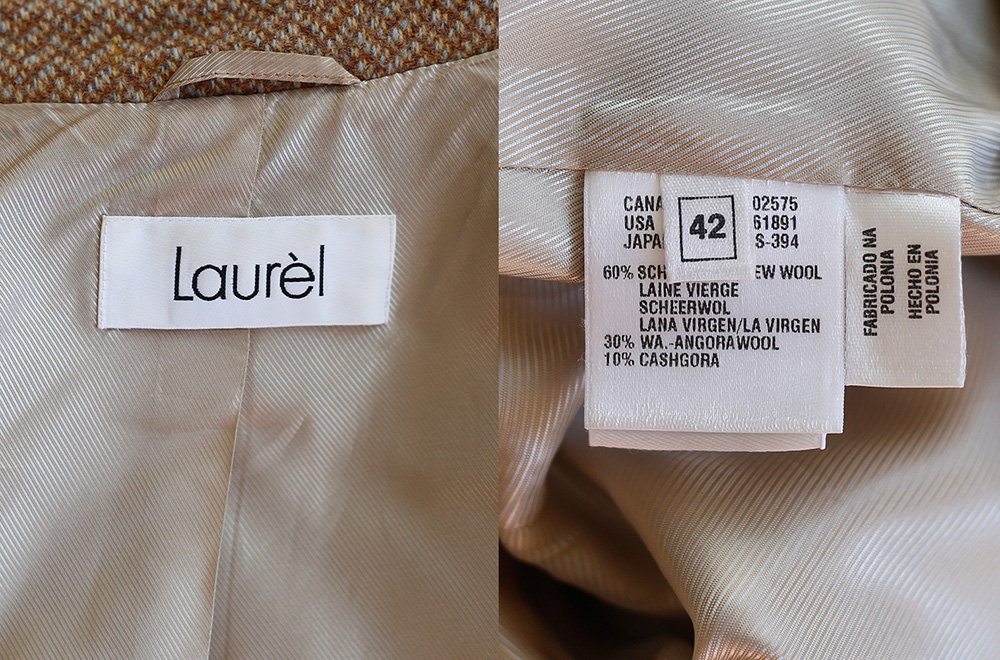 Laurèl
CANA 02575
USA 61891
JAPA S-394
42
60% SCH EW WOOL
LAINE VIERGE
SCHEERWOL
LANA VIRGEN/LA VIRGEN
30% WA.-ANGORAWOOL
10% CASHGORA
FABRICADO NA
POLONIA
HECHO EN
POLONIA